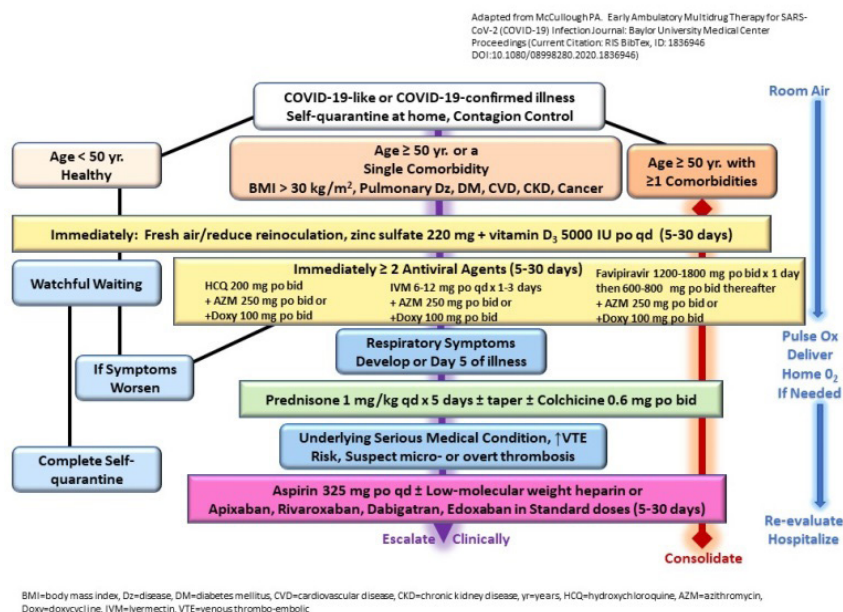 Adapted from McCullough PA.  Early Ambulatory Multidrug Therapy for SARS-
CoV-2 (COVID-19) Infection Journal: Baylor University Medical Center
Proceedings (Current Citation: RIS BibTex, ID: 1836946
DOI:10.1080/08998280.2020.1836946)
Room Air
COVID-19-like or COVID-19-confirmed illness
Self-quarantine at home, Contagion Control
Age < 50 yr.
Healthy
Age ≥ 50 yr. or a
Single Comorbidity
BMI > 30 kg/m², Pulmonary Dz, DM, CVD, CKD, Cancer
Age ≥ 50 yr. with
≥1 Comorbidities
Immediately:  Fresh air/reduce reinoculation, zinc sulfate 220 mg + vitamin D₃ 5000 IU po qd  (5-30 days)
Watchful Waiting
Immediately ≥ 2 Antiviral Agents (5-30 days)
HCQ 200 mg po bid
+ AZM 250 mg po bid or
+Doxy 100 mg po bid
IVM 6-12 mg po qd x 1-3 days
+ AZM 250 mg po bid or
+Doxy 100 mg po bid
Favipiravir 1200-1800 mg po bid x 1 day
then 600-800  mg po bid thereafter
+ AZM 250 mg po bid or
+Doxy 100 mg po bid
Respiratory Symptoms
Develop or Day 5 of illness
Pulse Ox
Deliver
Home 0₂
If Needed
If Symptoms
Worsen
Prednisone 1 mg/kg qd x 5 days ± taper ± Colchicine 0.6 mg po bid
Underlying Serious Medical Condition, ↑VTE
Risk, Suspect micro- or overt thrombosis
Complete Self-
quarantine
Aspirin 325 mg po qd ± Low-molecular weight heparin or
Apixaban, Rivaroxaban, Dabigatran, Edoxaban in Standard doses (5-30 days)
Re-evaluate
Hospitalize
Escalate Clinically
Consolidate
BMI=body mass index, Dz=disease, DM=diabetes mellitus, CVD=cardiovascular disease, CKD=chronic kidney disease, yr=years, HCQ=hydroxychloroquine, AZM=azithromycin,
Doxy=doxycycline, IVM=Ivermectin, VTE=venous thrombo-embolic